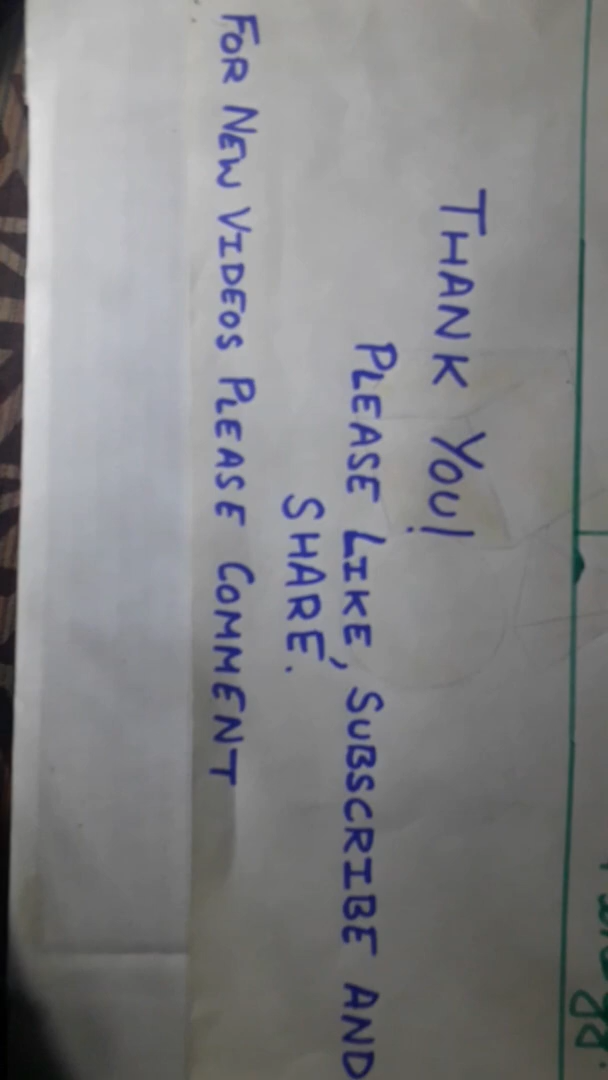 THANK YOU!
PLEASE LIKE, SUBSCRIBE AND
SHARE.
FOR NEW VIDEOS PLEASE COMMENT